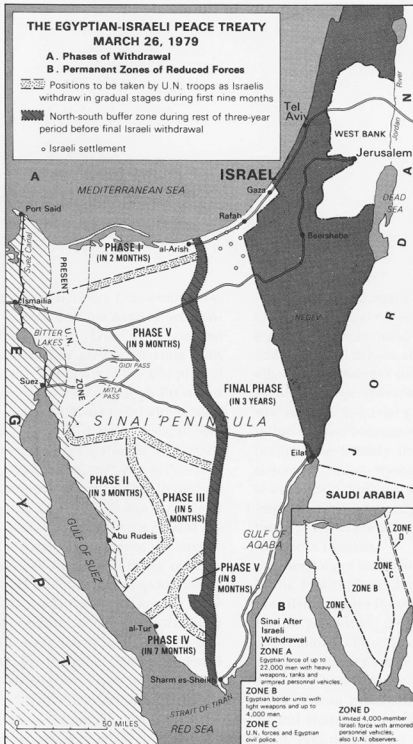 THE EGYPTIAN-ISRAELI PEACE TREATY
MARCH 26, 1979
A. Phases of Withdrawal
B. Permanent Zones of Reduced Forces
Positions to be taken by U.N. troops as Israelis
withdraw in gradual stages during first nine months
North-south buffer zone during rest of three-year
period before final Israeli withdrawal
Israeli settlement
A
MEDITERRANEAN SEA
ISRAEL
Tel
Aviv
WEST BANK
Jerusalem
Jordan
River
DEAD
SEA
JORDAN
Gaza
Rafah
Beersheba
NEGEV
Port Said
Suez Canal
PRESENT
U.N.
ZONE
PHASE I
(IN 2 MONTHS)
al-Arish
Ismailia
BITTER
LAKES
PHASE V
(IN 9 MONTHS)
GIDI PASS
MITLA
PASS
Suez
FINAL PHASE
(IN 3 YEARS)
SINAI PENINSULA
Eilat
EGYPT
PHASE II
(IN 3 MONTHS)
PHASE III
(IN 5
MONTHS)
GULF OF SUEZ
Abu Rudeis
GULF OF
AQABA
SAUDI ARABIA
PHASE V
(IN 9
MONTHS)
al-Tur
PHASE IV
(IN 7 MONTHS)
Sharm es-Sheikh
STRAIT OF TIRAN
RED SEA
0 50 MILES
B
Sinai After
Israeli
Withdrawal
ZONE A
Egyptian force of up to
22,000 men with heavy
weapons, tanks and
armored personnel vehicles.
ZONE B
Egyptian border units with
light weapons and up to
4,000 men.
ZONE C
U.N. forces and Egyptian
civil police.
ZONE D
Limited 4,000-member
Israeli force with armored
personnel vehicles;
also U.N. observers.
ZONE
A
ZONE B
ZONE
C
ZONE
D